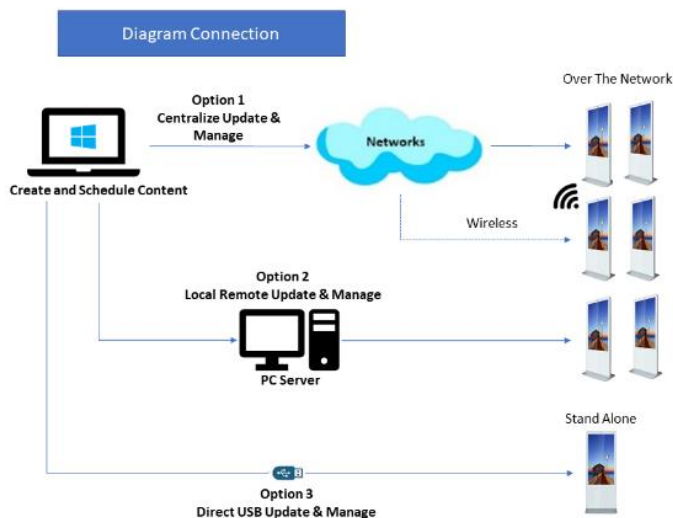 Diagram Connection
Over The Network
Option 1
Centralize Update &
Manage
Networks
Create and Schedule Content
Wireless
Option 2
Local Remote Update & Manage
PC Server
Stand Alone
Option 3
Direct USB Update & Manage